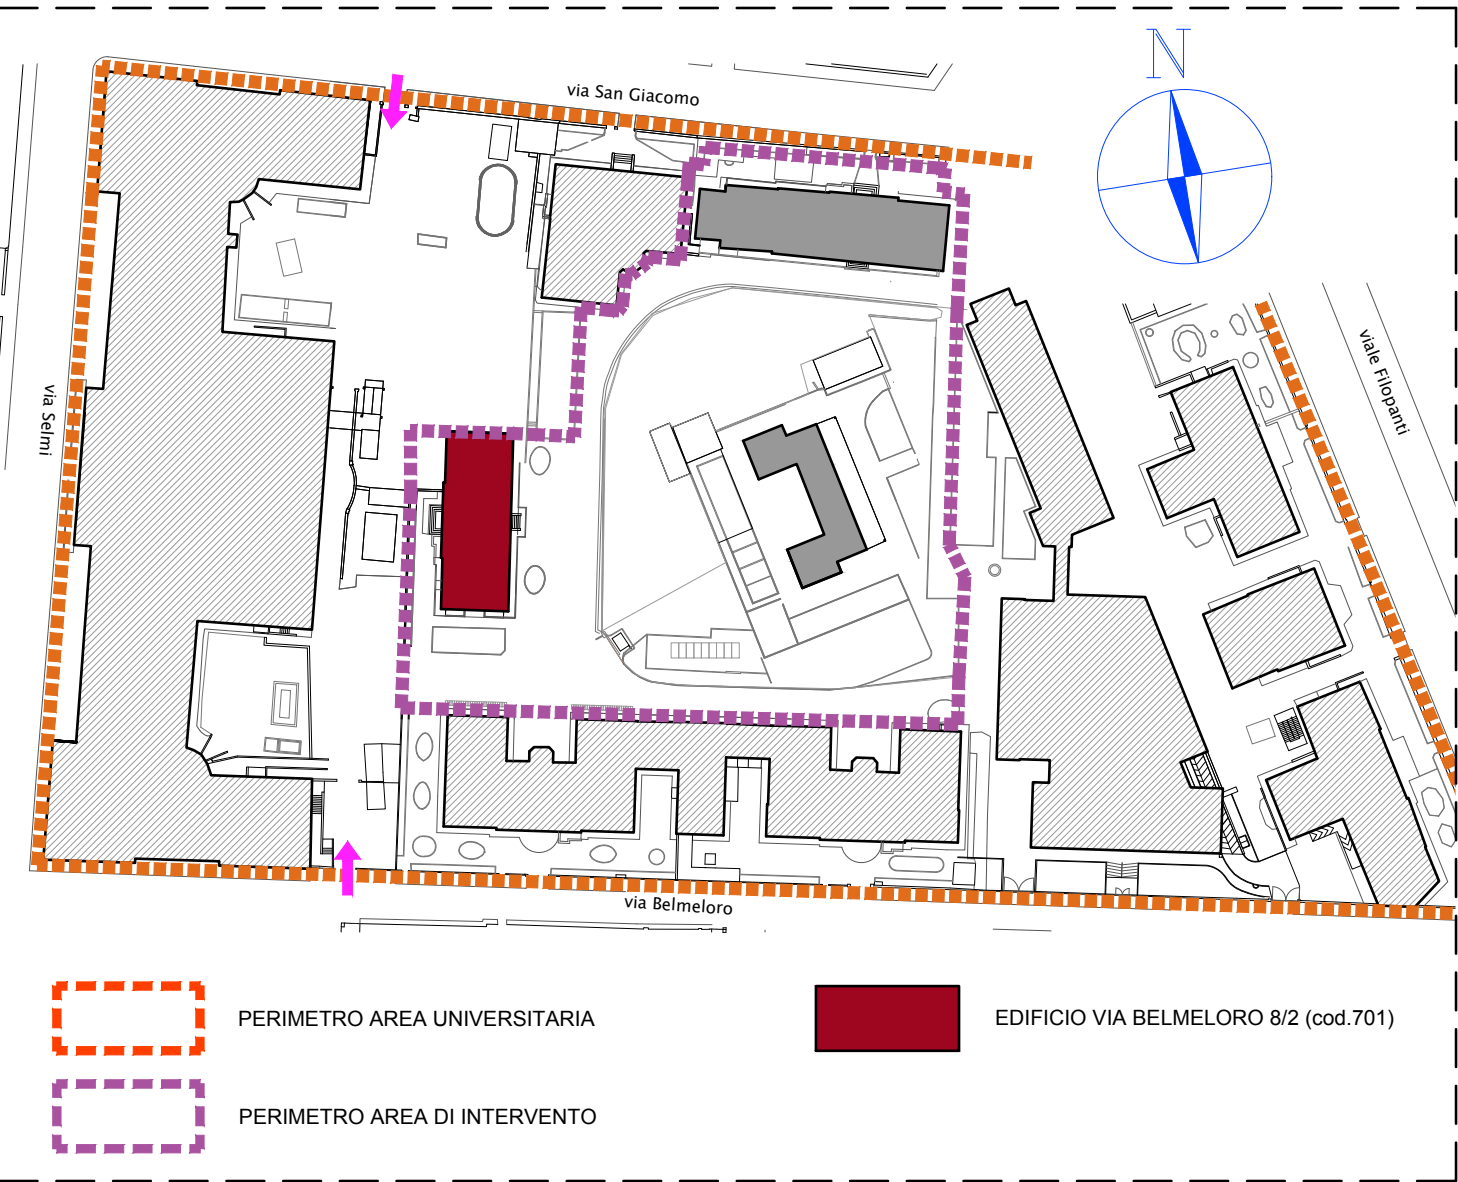 N
via San Giacomo
via Selmi
viale Filopanti
via Belmeloro
PERIMETRO AREA UNIVERSITARIA
EDIFICIO VIA BELMELORO 8/2 (cod.701)
PERIMETRO AREA DI INTERVENTO